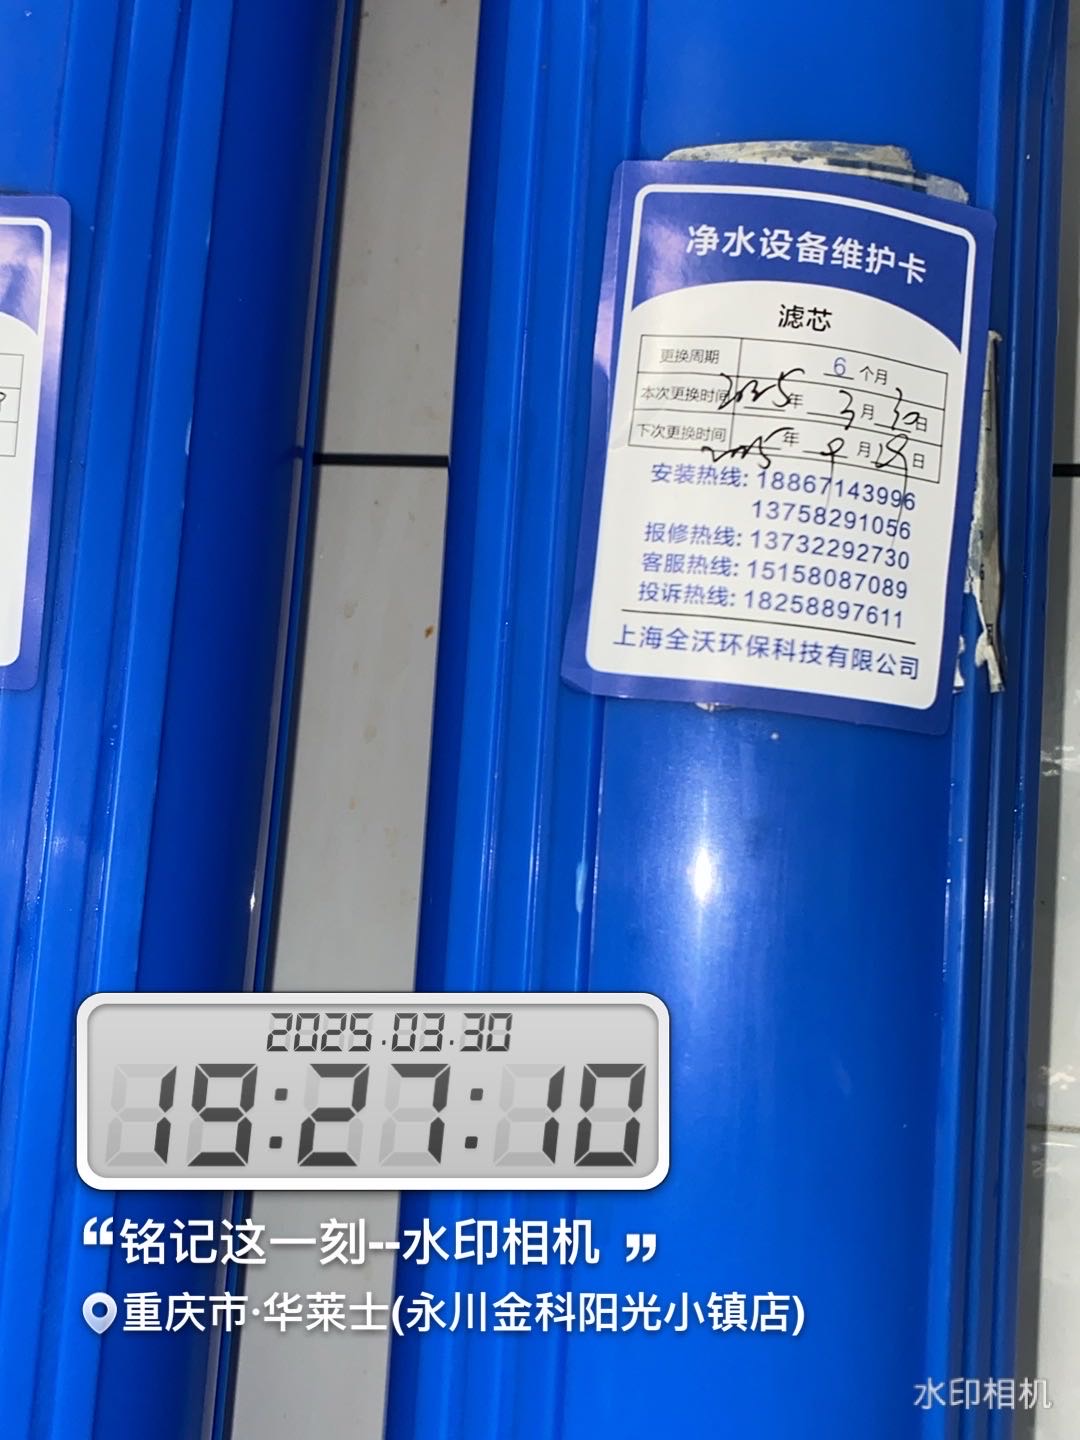 净水设备维护卡
滤芯
更换周期 6 个月
本次更换时间 2025 年 3 月 30 日
下次更换时间 2025 年 9 月 日
安装热线: 18867143996
13758291056
报修热线: 13732292730
客服热线: 15158087089
投诉热线: 18258897611
上海全沃环保科技有限公司
2025.03.30
19:27:10
“铭记这一刻--水印相机 ”
重庆市·华莱士(永川金科阳光小镇店)
水印相机